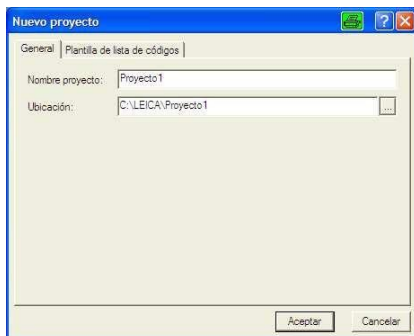 Nuevo proyecto
General Plantilla de lista de códigos
Nombre proyecto: Proyecto1
Ubicación: C:\LEICA\Proyecto1 ...
Aceptar Cancelar